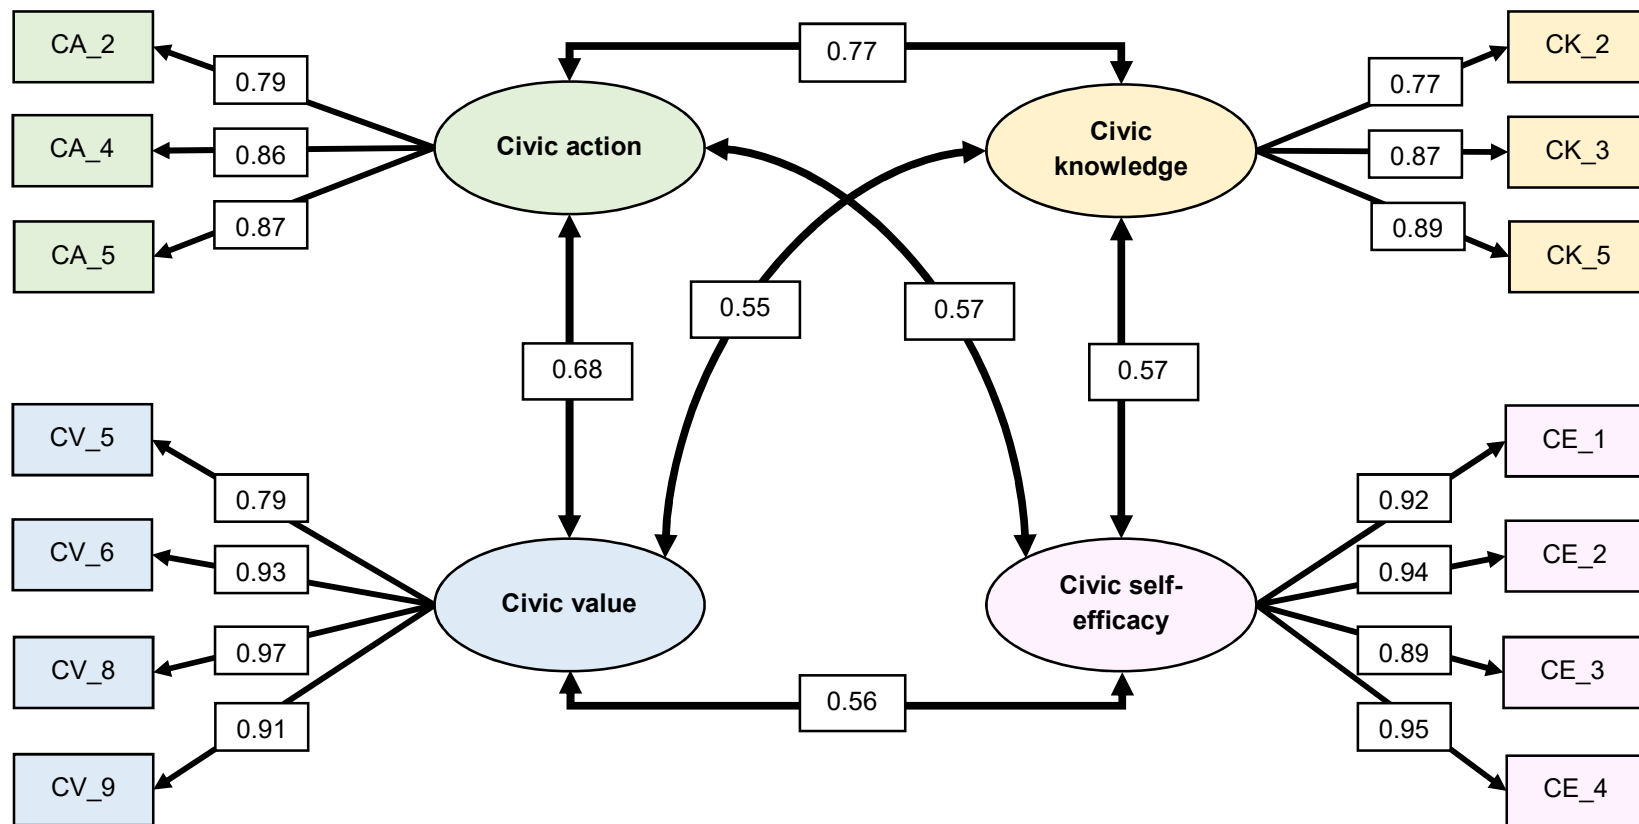 CA_2
0.79
CA_4
0.86
CA_5
0.87
Civic action
0.77
Civic
knowledge
CK_2
0.77
CK_3
0.87
CK_5
0.89
0.55
0.57
0.68
0.57
CV_5
0.79
CV_6
0.93
CV_8
0.97
CV_9
0.91
Civic value
0.56
Civic self-
efficacy
CE_1
0.92
CE_2
0.94
CE_3
0.89
CE_4
0.95